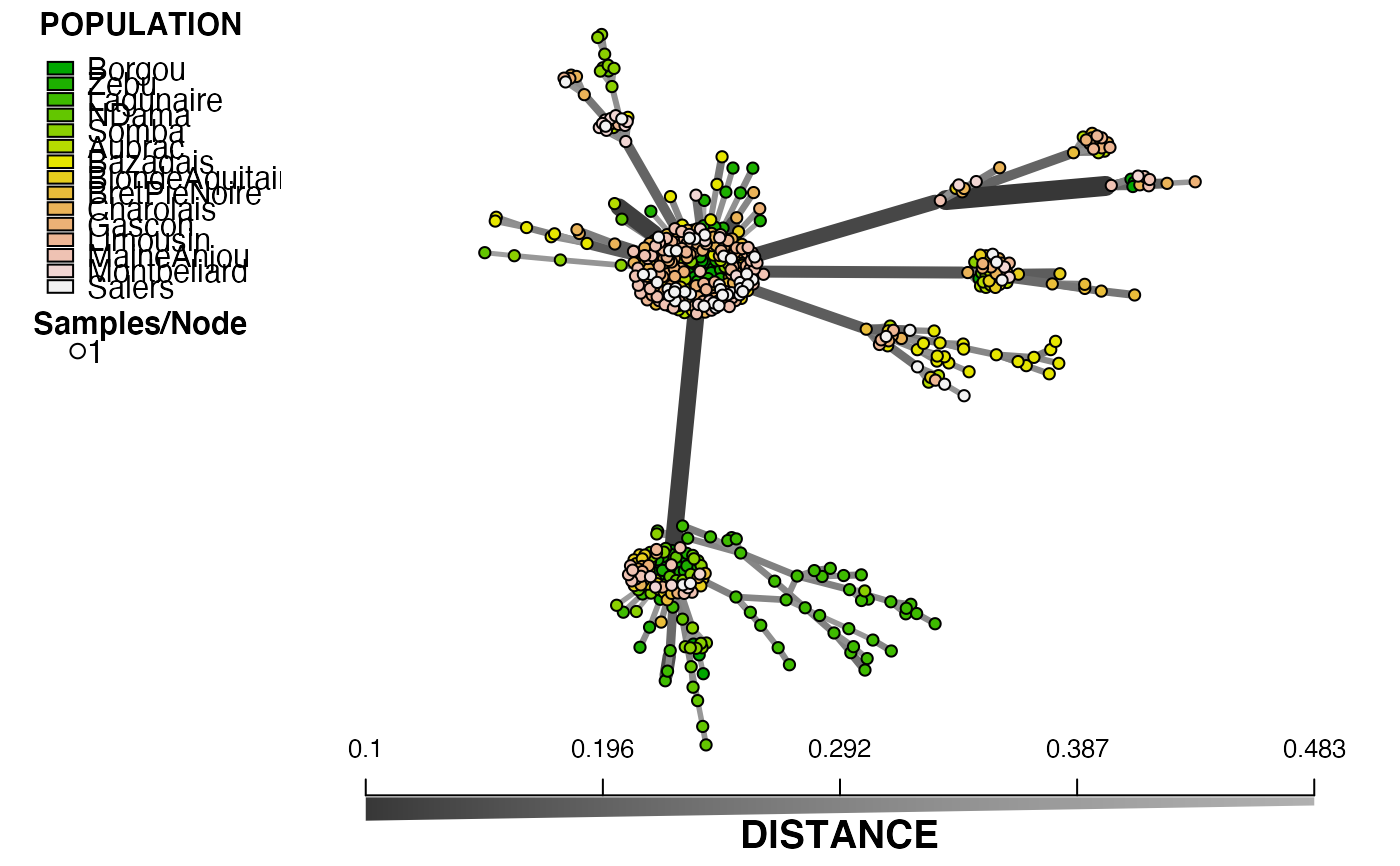 POPULATION
Borgou
Zebu
Lagunaire
NDama
Somba
Aubrac
Bazadais
BlondeAquitai
BretPieNoire
Charolais
Gascon
Limousin
MaineAnjou
Montbeliard
Salers
Samples/Node
1
0.1 0.196 0.292 0.387 0.483
DISTANCE